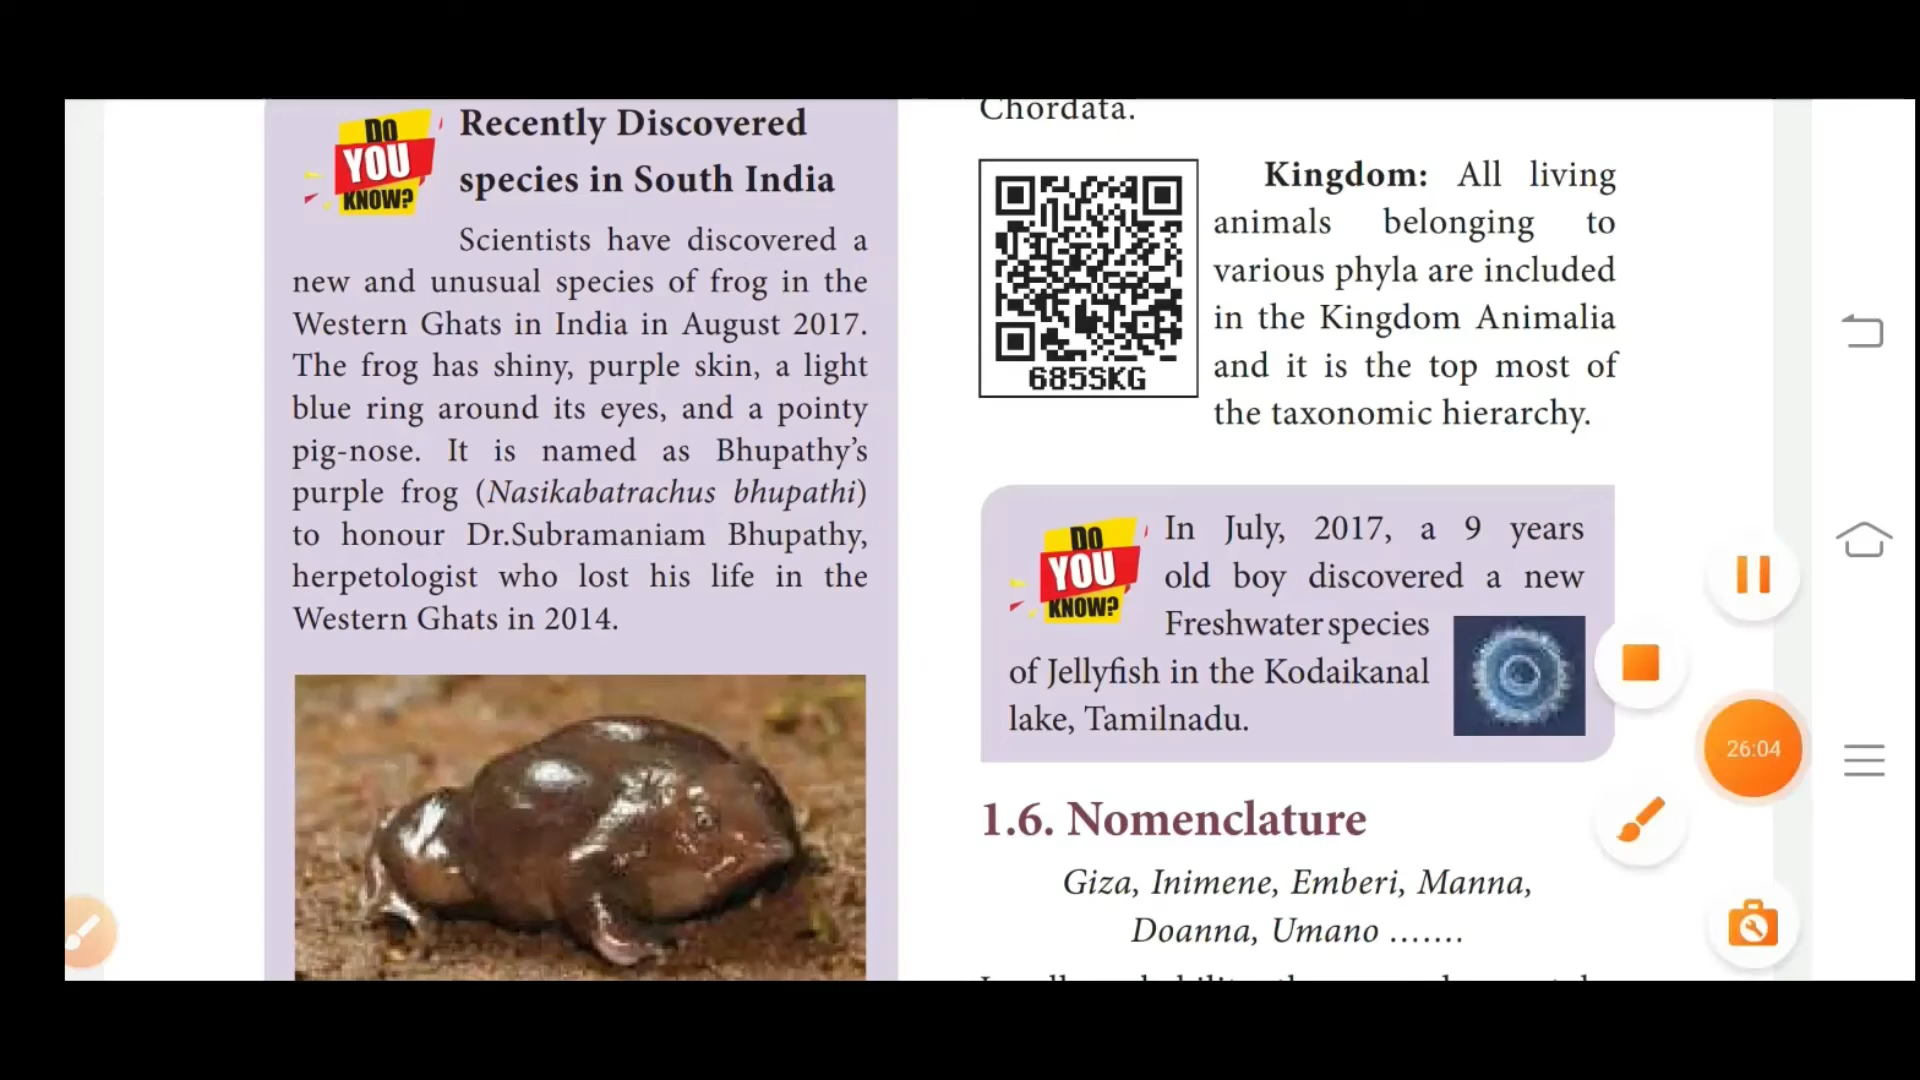 DO
YOU
KNOW?
Recently Discovered
species in South India
Scientists have discovered a
new and unusual species of frog in the
Western Ghats in India in August 2017.
The frog has shiny, purple skin, a light
blue ring around its eyes, and a pointy
pig-nose. It is named as Bhupathy’s
purple frog (Nasikabatrachus bhupathi)
to honour Dr.Subramaniam Bhupathy,
herpetologist who lost his life in the
Western Ghats in 2014.
Chordata.
685SKG
Kingdom: All living
animals belonging to
various phyla are included
in the Kingdom Animalia
and it is the top most of
the taxonomic hierarchy.
DO
YOU
KNOW?
In July, 2017, a 9 years
old boy discovered a new
Freshwater species
of Jellyfish in the Kodaikanal
lake, Tamilnadu.
1.6. Nomenclature
Giza, Inimene, Emberi, Manna,
Doanna, Umano .......
26:04